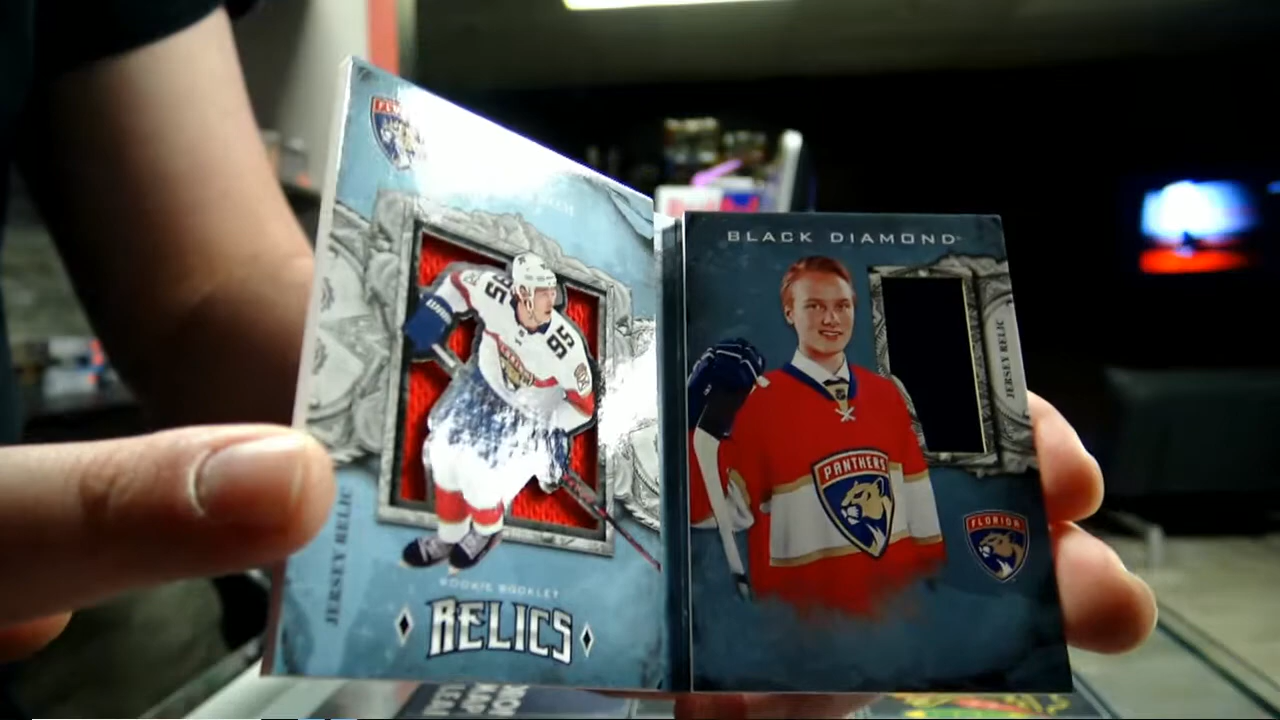 95
95
JERSEY RELIC
ROOKIE BOOKLET
RELICS
BLACK DIAMOND
JERSEY RELIC
PANTHERS
FLORIDA